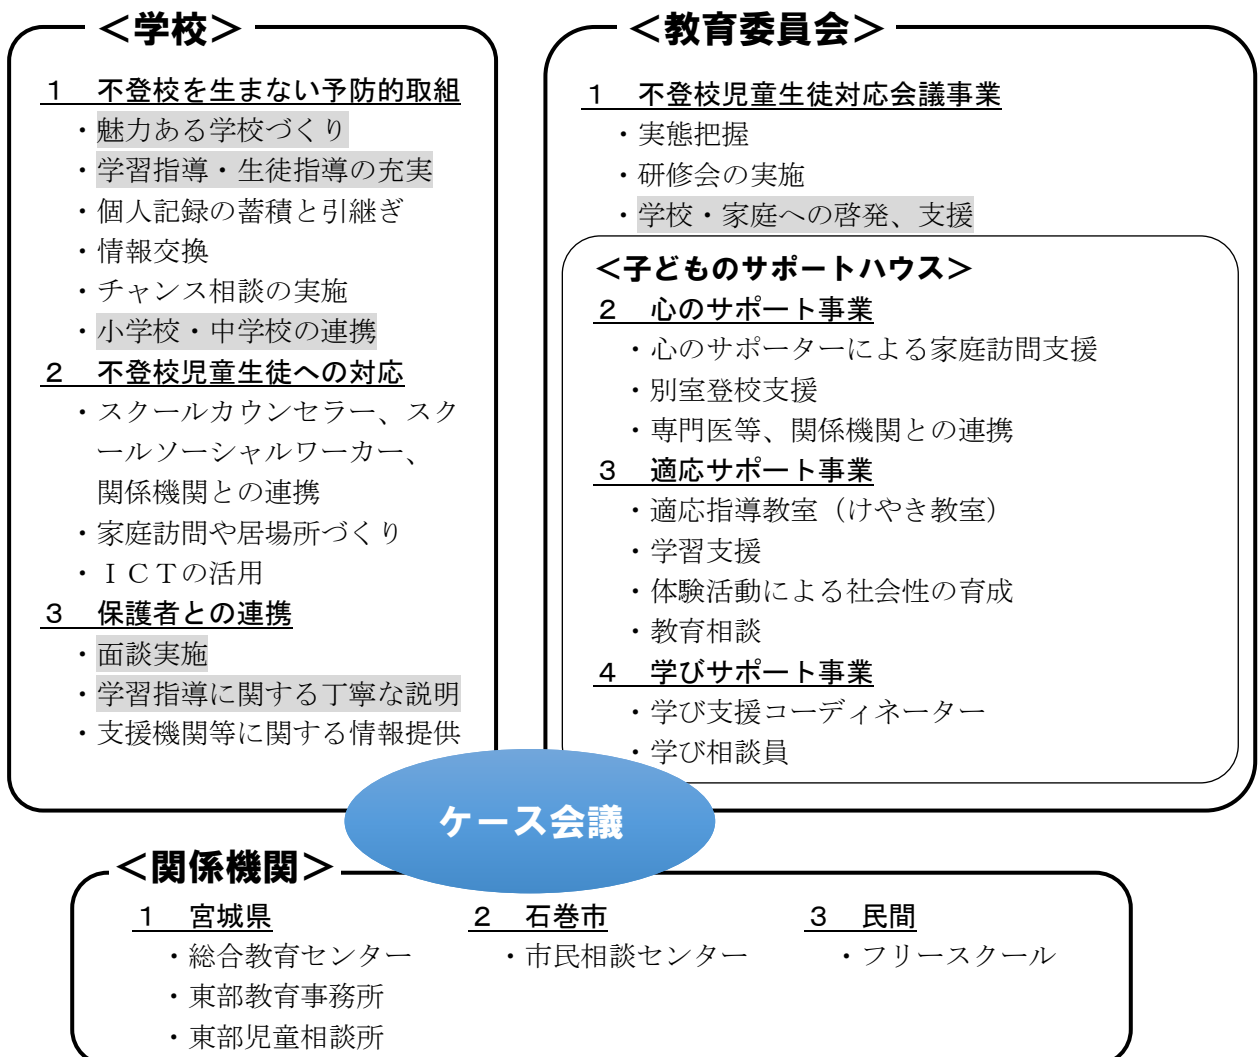 ＜学校＞
１　不登校を生まない予防的取組
・魅力ある学校づくり
・学習指導・生徒指導の充実
・個人記録の蓄積と引継ぎ
・情報交換
・チャンス相談の実施
・小学校・中学校の連携
２　不登校児童生徒への対応
・スクールカウンセラー、スク
ールソーシャルワーカー、
関係機関との連携
・家庭訪問や居場所づくり
・ＩＣＴの活用
３　保護者との連携
・面談実施
・学習指導に関する丁寧な説明
・支援機関等に関する情報提供
＜教育委員会＞
１　不登校児童生徒対応会議事業
・実態把握
・研修会の実施
・学校・家庭への啓発、支援
＜子どものサポートハウス＞
２　心のサポート事業
・心のサポーターによる家庭訪問支援
・別室登校支援
・専門医等、関係機関との連携
３　適応サポート事業
・適応指導教室（けやき教室）
・学習支援
・体験活動による社会性の育成
・教育相談
４　学びサポート事業
・学び支援コーディネーター
・学び相談員
ケース会議
＜関係機関＞
１　宮城県
・総合教育センター
・東部教育事務所
・東部児童相談所
２　石巻市
・市民相談センター
３　民間
・フリースクール